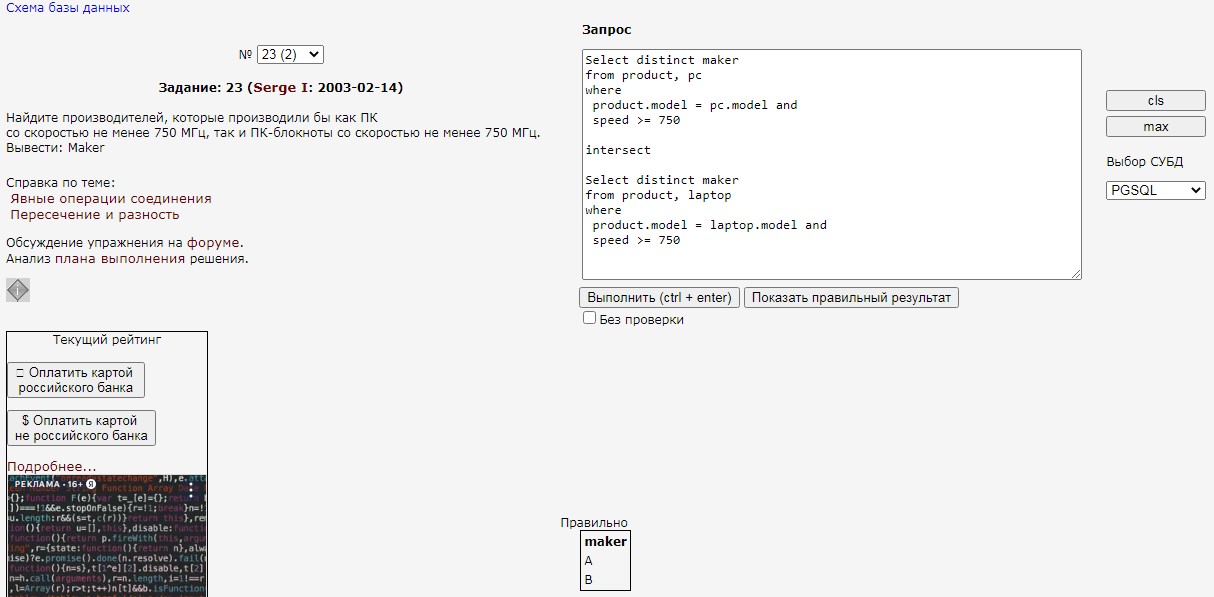 Схема базы данных
№ 23 (2)
Задание: 23 (Serge I: 2003-02-14)
Найдите производителей, которые производили бы как ПК
со скоростью не менее 750 МГц, так и ПК-блокноты со скоростью не менее 750 МГц.
Вывести: Maker
Справка по теме:
Явные операции соединения
Пересечение и разность
Обсуждение упражнения на форуме.
Анализ плана выполнения решения.
Текущий рейтинг
Оплатить картой
российского банка
$ Оплатить картой
не российского банка
Подробнее...
РЕКЛАМА • 16+ Я
Запрос
Select distinct maker
from product, pc
where
product.model = pc.model and
speed >= 750
intersect
Select distinct maker
from product, laptop
where
product.model = laptop.model and
speed >= 750
Выполнить (ctrl + enter) Показать правильный результат
Без проверки
cls
max
Выбор СУБД
PGSQL
Правильно
maker
A
B